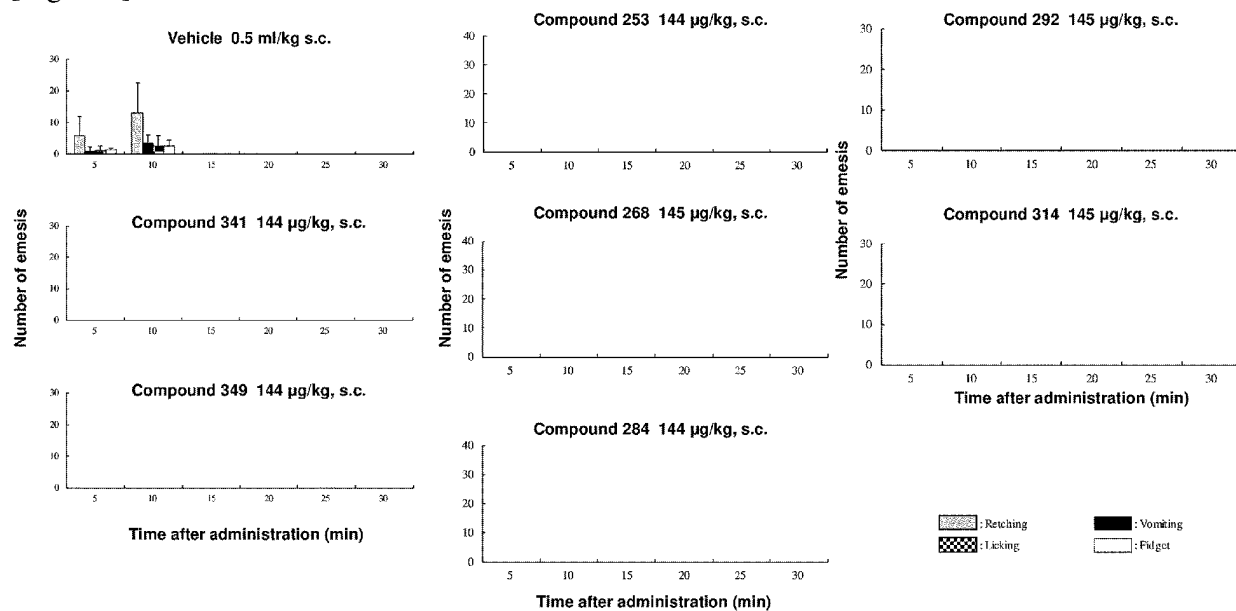 Vehicle 0.5 ml/kg s.c.
30
20
10
0
5 10 15 20 25 30
Compound 341 144 µg/kg, s.c.
30
20
10
0
5 10 15 20 25 30
Compound 349 144 µg/kg, s.c.
30
20
10
0
5 10 15 20 25 30
Number of emesis
Time after administration (min)
Compound 253 144 µg/kg, s.c.
40
30
20
10
0
5 10 15 20 25 30
Compound 268 145 µg/kg, s.c.
40
30
20
10
0
5 10 15 20 25 30
Compound 284 144 µg/kg, s.c.
40
30
20
10
0
5 10 15 20 25 30
Number of emesis
Time after administration (min)
Compound 292 145 µg/kg, s.c.
30
20
10
0
5 10 15 20 25 30
Compound 314 145 µg/kg, s.c.
30
20
10
0
5 10 15 20 25 30
Number of emesis
Time after administration (min)
: Retching
: Vomiting
: Licking
: Fidget